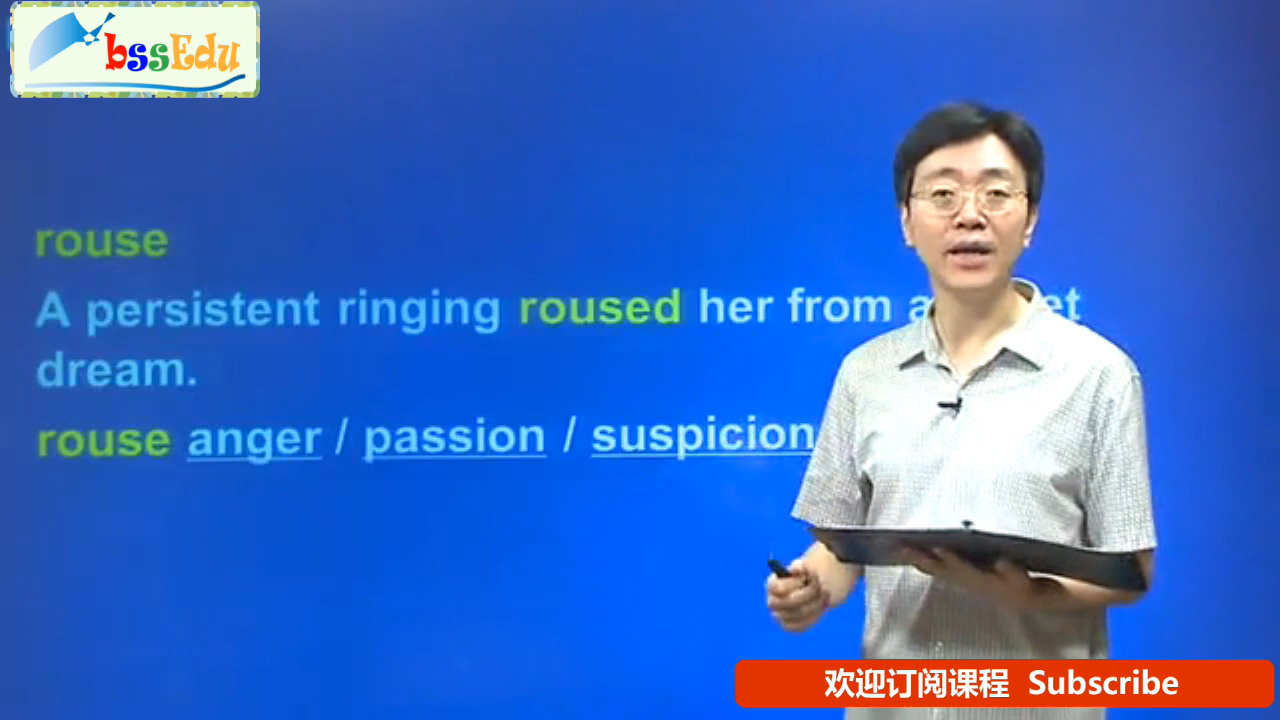 bssEdu
rouse
A persistent ringing roused her from a
dream.
rouse anger / passion / suspicion
欢迎订阅课程 Subscribe